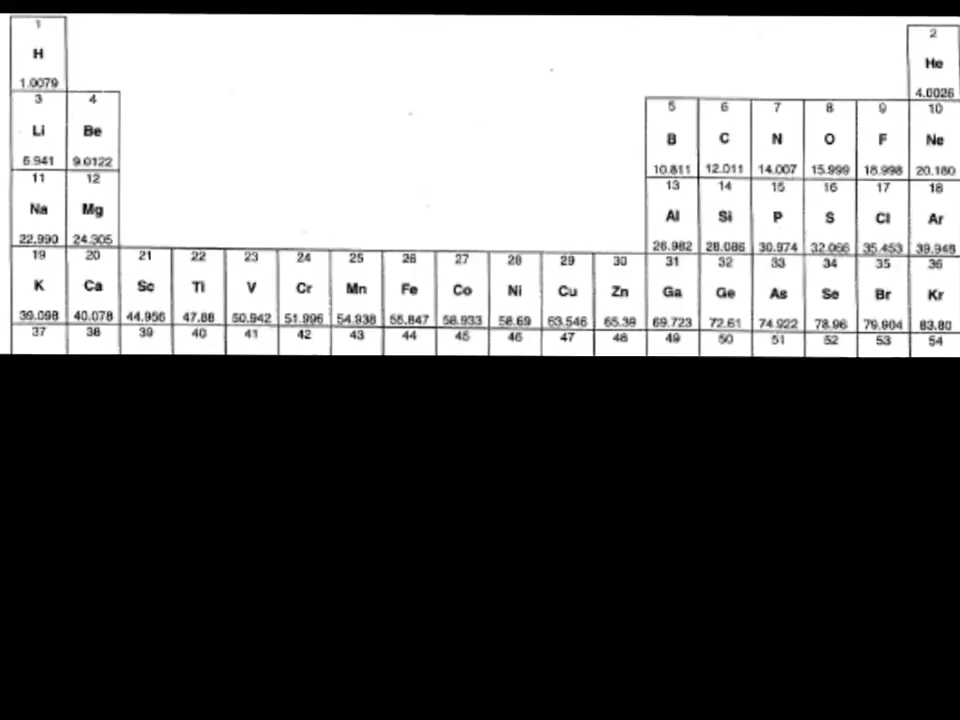 1 2
H He
1.0079 4.0026
3 4 5 6 7 8 9 10
Li Be B C N O F Ne
6.941 9.0122 10.811 12.011 14.007 15.999 18.998 20.180
11 12 13 14 15 16 17 18
Na Mg Al Si P S Cl Ar
22.990 24.305 26.982 28.086 30.974 32.066 35.453 39.948
19 20 21 22 23 24 25 26 27 28 29 30 31 32 33 34 35 36
K Ca Sc Ti V Cr Mn Fe Co Ni Cu Zn Ga Ge As Se Br Kr
39.098 40.078 44.956 47.88 50.942 51.996 54.938 55.847 58.933 58.69 63.546 65.39 69.723 72.61 74.922 78.96 79.904 83.80
37 38 39 40 41 42 43 44 45 46 47 48 49 50 51 52 53 54